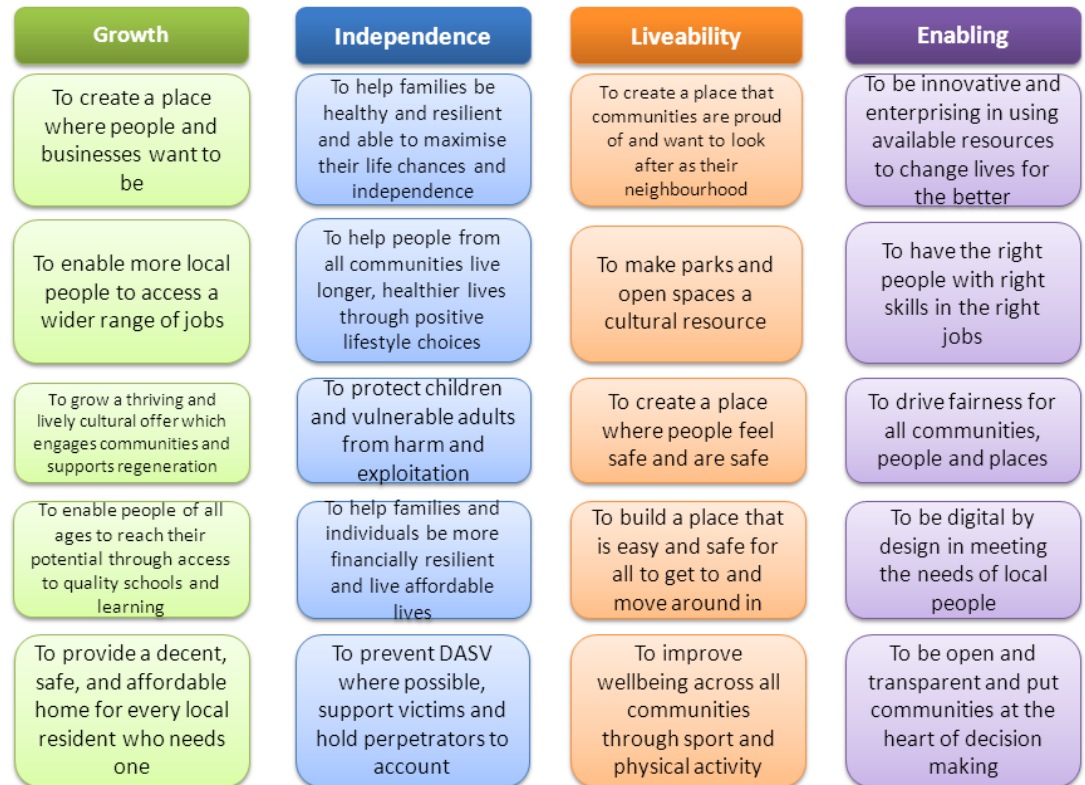 Growth
To create a place
where people and
businesses want to
be
To enable more local
people to access a
wider range of jobs
To grow a thriving and
lively cultural offer which
engages communities and
supports regeneration
To enable people of all
ages to reach their
potential through access
to quality schools and
learning
To provide a decent,
safe, and affordable
home for every local
resident who needs
one
Independence
To help families be
healthy and resilient
and able to maximise
their life chances and
independence
To help people from
all communities live
longer, healthier lives
through positive
lifestyle choices
To protect children
and vulnerable adults
from harm and
exploitation
To help families and
individuals be more
financially resilient
and live affordable
lives
To prevent DASV
where possible,
support victims and
hold perpetrators to
account
Liveability
To create a place that
communities are proud
of and want to look
after as their
neighbourhood
To make parks and
open spaces a
cultural resource
To create a place
where people feel
safe and are safe
To build a place that
is easy and safe for
all to get to and
move around in
To improve
wellbeing across all
communities
through sport and
physical activity
Enabling
To be innovative and
enterprising in using
available resources
to change lives for
the better
To have the right
people with right
skills in the right
jobs
To drive fairness for
all communities,
people and places
To be digital by
design in meeting
the needs of local
people
To be open and
transparent and put
communities at the
heart of decision
making